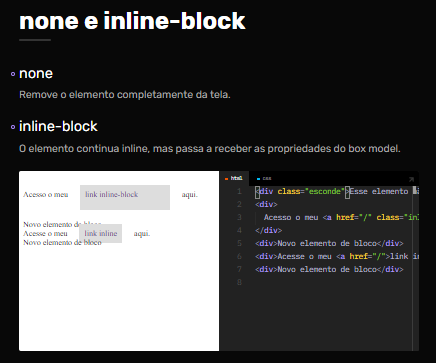 none e inline-block
none
Remove o elemento completamente da tela.
inline-block
O elemento continua inline, mas passa a receber as propriedades do box model.
Acesso o meu link inline-block aqui.
Novo elemento de bloco
Acesse o meu link inline aqui.
Novo elemento de bloco
html css
1 <div class="esconde">Esse elemento
2 <div>
3 Acesso o meu <a href="/" class="inl
4 </div>
5 <div>Novo elemento de bloco</div>
6 <div>Acesse o meu <a href="/">link in
7 <div>Novo elemento de bloco</div>
8